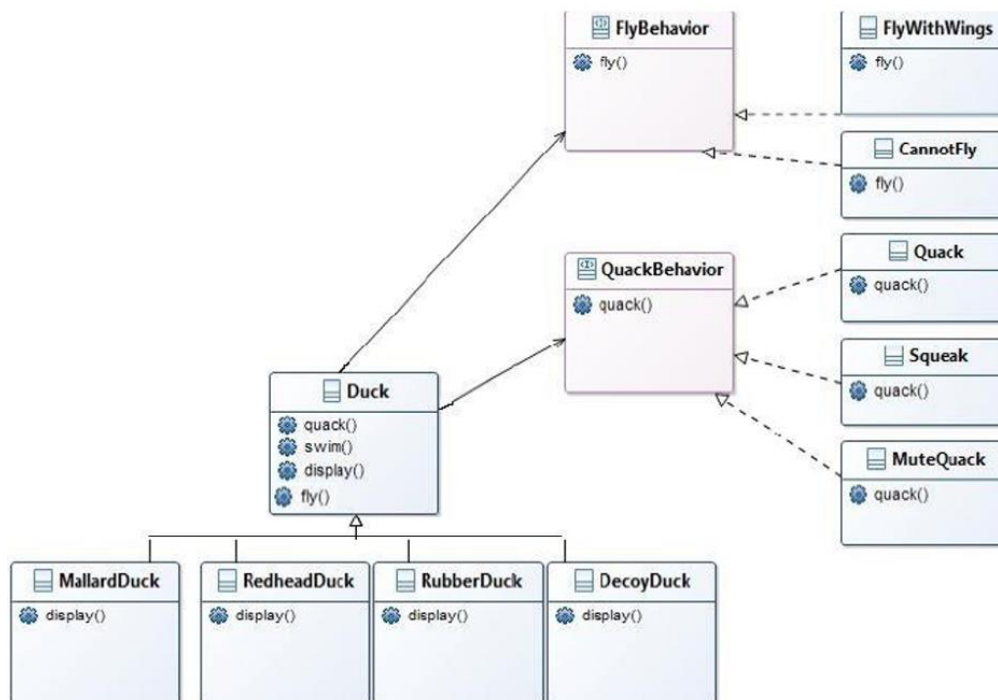 FlyBehavior
fly()
FlyWithWings
fly()
CannotFly
fly()
QuackBehavior
quack()
Quack
quack()
Squeak
quack()
MuteQuack
quack()
Duck
quack()
swim()
display()
fly()
MallardDuck
display()
RedheadDuck
display()
RubberDuck
display()
DecoyDuck
display()